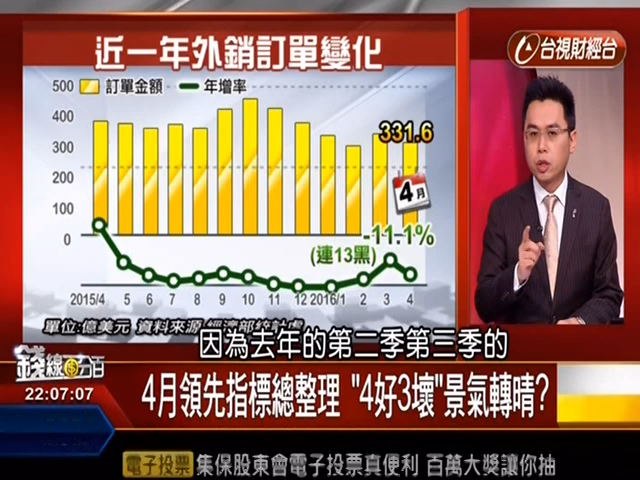 近一年外銷訂單變化
台視財經台
500
訂單金額
年增率
400
300
200
100
0
331.6
4月
-11.1%
(連13黑)
2015/4 5 6 7 8 9 10 11 12 2016/1 2 3 4
單位:億美元 資料來源:經濟部統計處
因為去年的第二季第三季的
錢線百分百
22:07:07
4月領先指標總整理 "4好3壞"景氣轉晴?
電子投票 集保股東會電子投票真便利 百萬大獎讓你抽